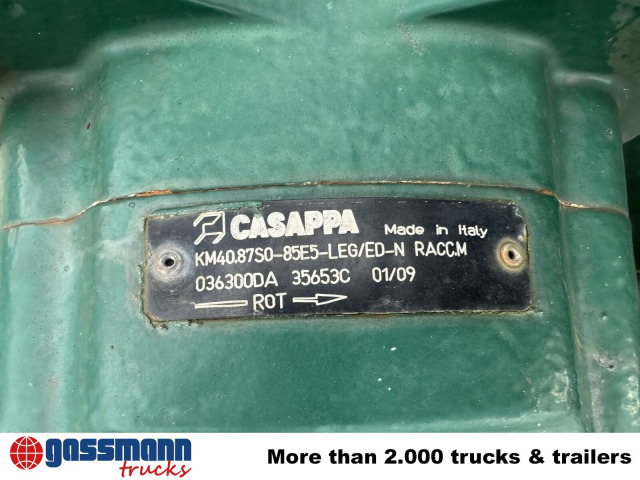 CASAPPA Made in Italy
KM40.87S0-85E5-LEG/ED-N RACC.M
036300DA 35653C 01/09
ROT
gassmann
trucks
More than 2.000 trucks & trailers